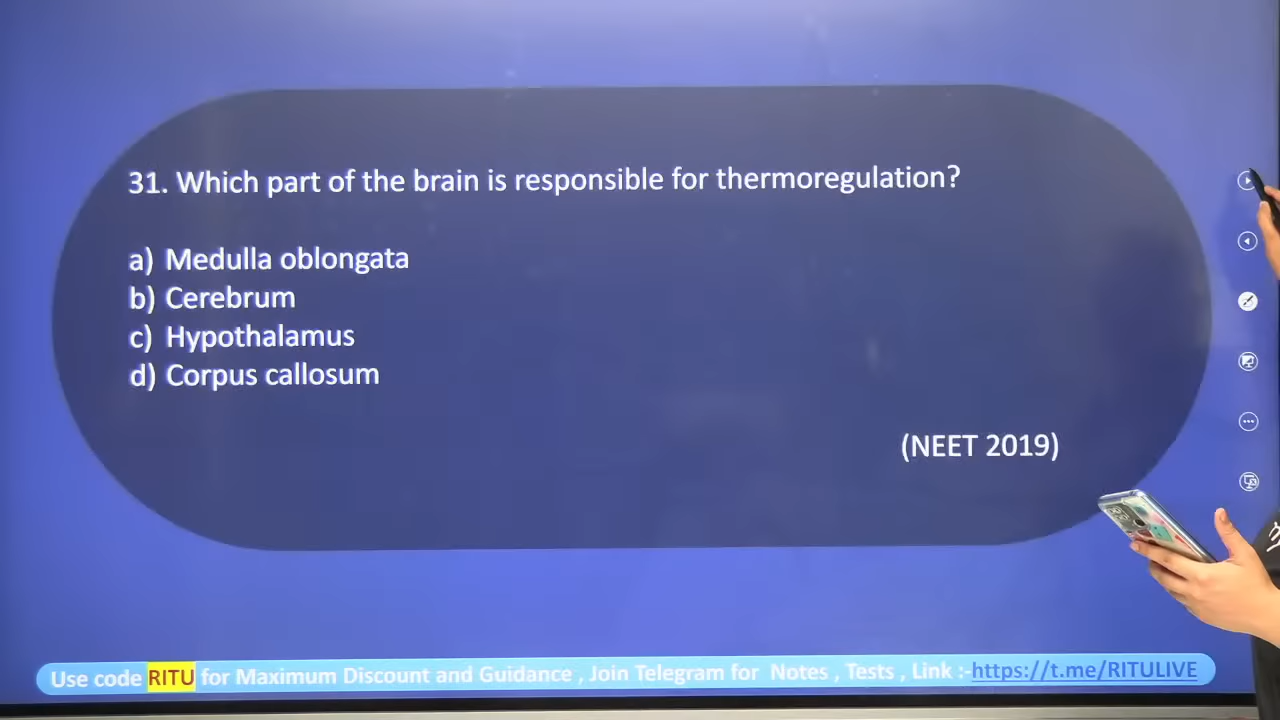 31. Which part of the brain is responsible for thermoregulation?
a) Medulla oblongata
b) Cerebrum
c) Hypothalamus
d) Corpus callosum
(NEET 2019)
Use code RITU for Maximum Discount and Guidance , Join Telegram for Notes , Tests , Link :-https://t.me/RITULIVE